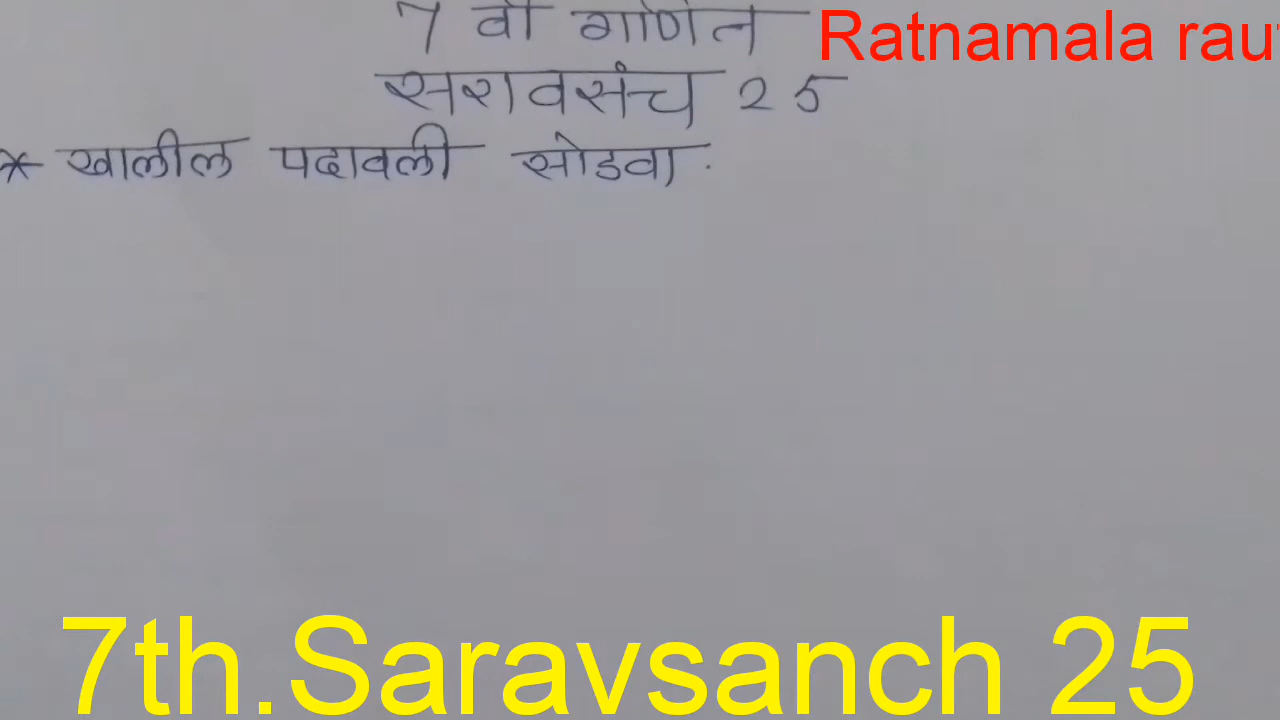 7 वी गणित
Ratnamala rau
सरावसंच 25
* खालील पदावली सोडवा.
7th.Saravsanch 25